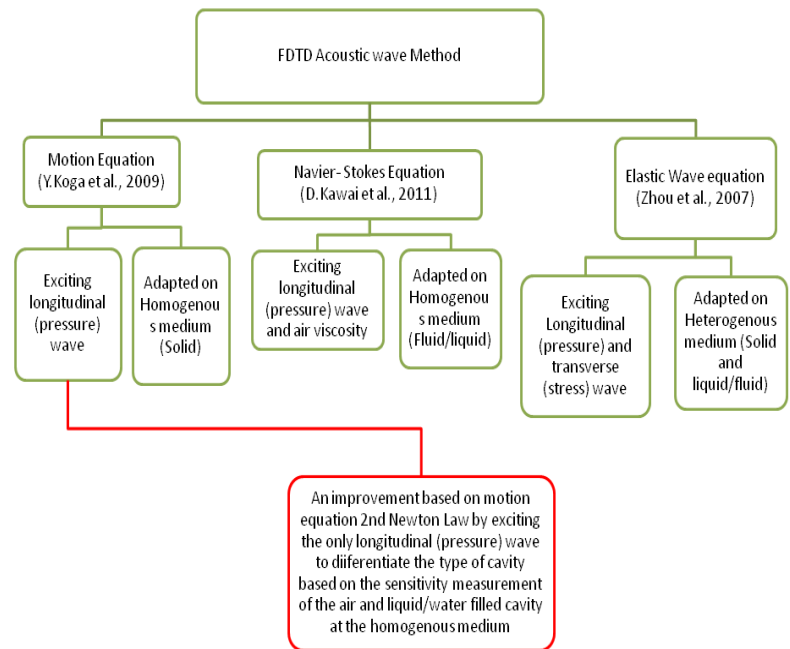 FDTD Acoustic wave Method
Motion Equation
(Y.Koga et al., 2009)
Navier- Stokes Equation
(D.Kawai et al., 2011)
Elastic Wave equation
(Zhou et al., 2007)
Exciting
longitudinal
(pressure)
wave
Adapted on
Homogenou
s medium
(Solid)
Exciting
longitudinal
(pressure) wave
and air viscosity
Adapted on
Homogenou
s medium
(Fluid/liquid)
Exciting
Longitudinal
(pressure) and
transverse
(stress) wave
Adapted on
Heterogenous
medium (Solid
and
liquid/fluid)
An improvement based on motion
equation 2nd Newton Law by exciting
the only longitudinal (pressure) wave
to diiferentiate the type of cavity
based on the sensitivity measurement
of the air and liquid/water filled cavity
at the homogenous medium